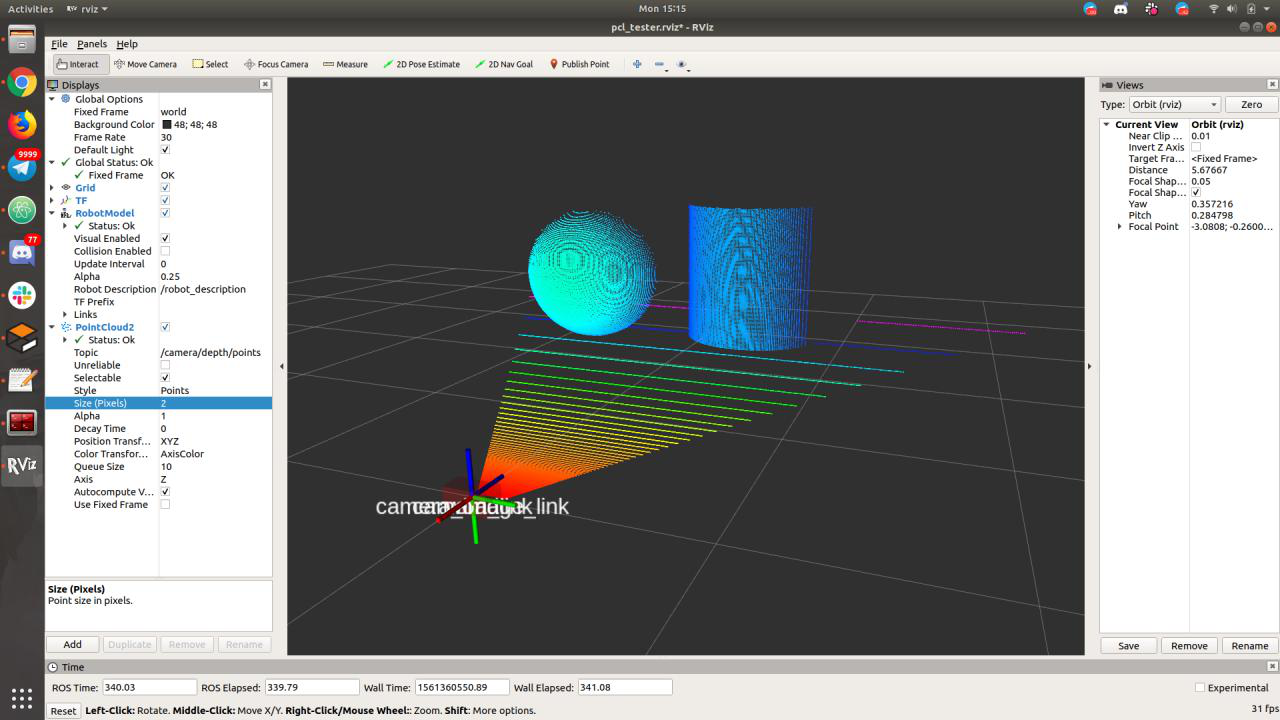 Activities RViz rviz Mon 15:15
pcl_tester.rviz* - RViz
File Panels Help
Interact Move Camera Select Focus Camera Measure 2D Pose Estimate 2D Nav Goal Publish Point
Displays
Global Options
Fixed Frame world
Background Color 48; 48; 48
Frame Rate 30
Default Light
Global Status: Ok
Fixed Frame OK
Grid
TF
RobotModel
Status: Ok
Visual Enabled
Collision Enabled
Update Interval 0
Alpha 0.25
Robot Description /robot_description
TF Prefix
Links
PointCloud2
Status: Ok
Topic /camera/depth/points
Unreliable
Selectable
Style Points
Size (Pixels) 2
Alpha 1
Decay Time 0
Position Transf... XYZ
Color Transfor... AxisColor
Queue Size 10
Axis Z
Autocompute V...
Use Fixed Frame
Size (Pixels)
Point size in pixels.
Add Duplicate Remove Rename
Views
Type: Orbit (rviz) Zero
Current View Orbit (rviz)
Near Clip ... 0.01
Invert Z Axis
Target Fra... <Fixed Frame>
Distance 5.67667
Focal Shap... 0.05
Focal Shap...
Yaw 0.357216
Pitch 0.284798
Focal Point -3.0808; -0.2600...
Save Remove Rename
Time
ROS Time: 340.03 ROS Elapsed: 339.79 Wall Time: 1561360550.89 Wall Elapsed: 341.08 Experimental
Reset Left-Click: Rotate. Middle-Click: Move X/Y. Right-Click/Mouse Wheel:: Zoom. Shift: More options. 31 fps
9999
77
RViz